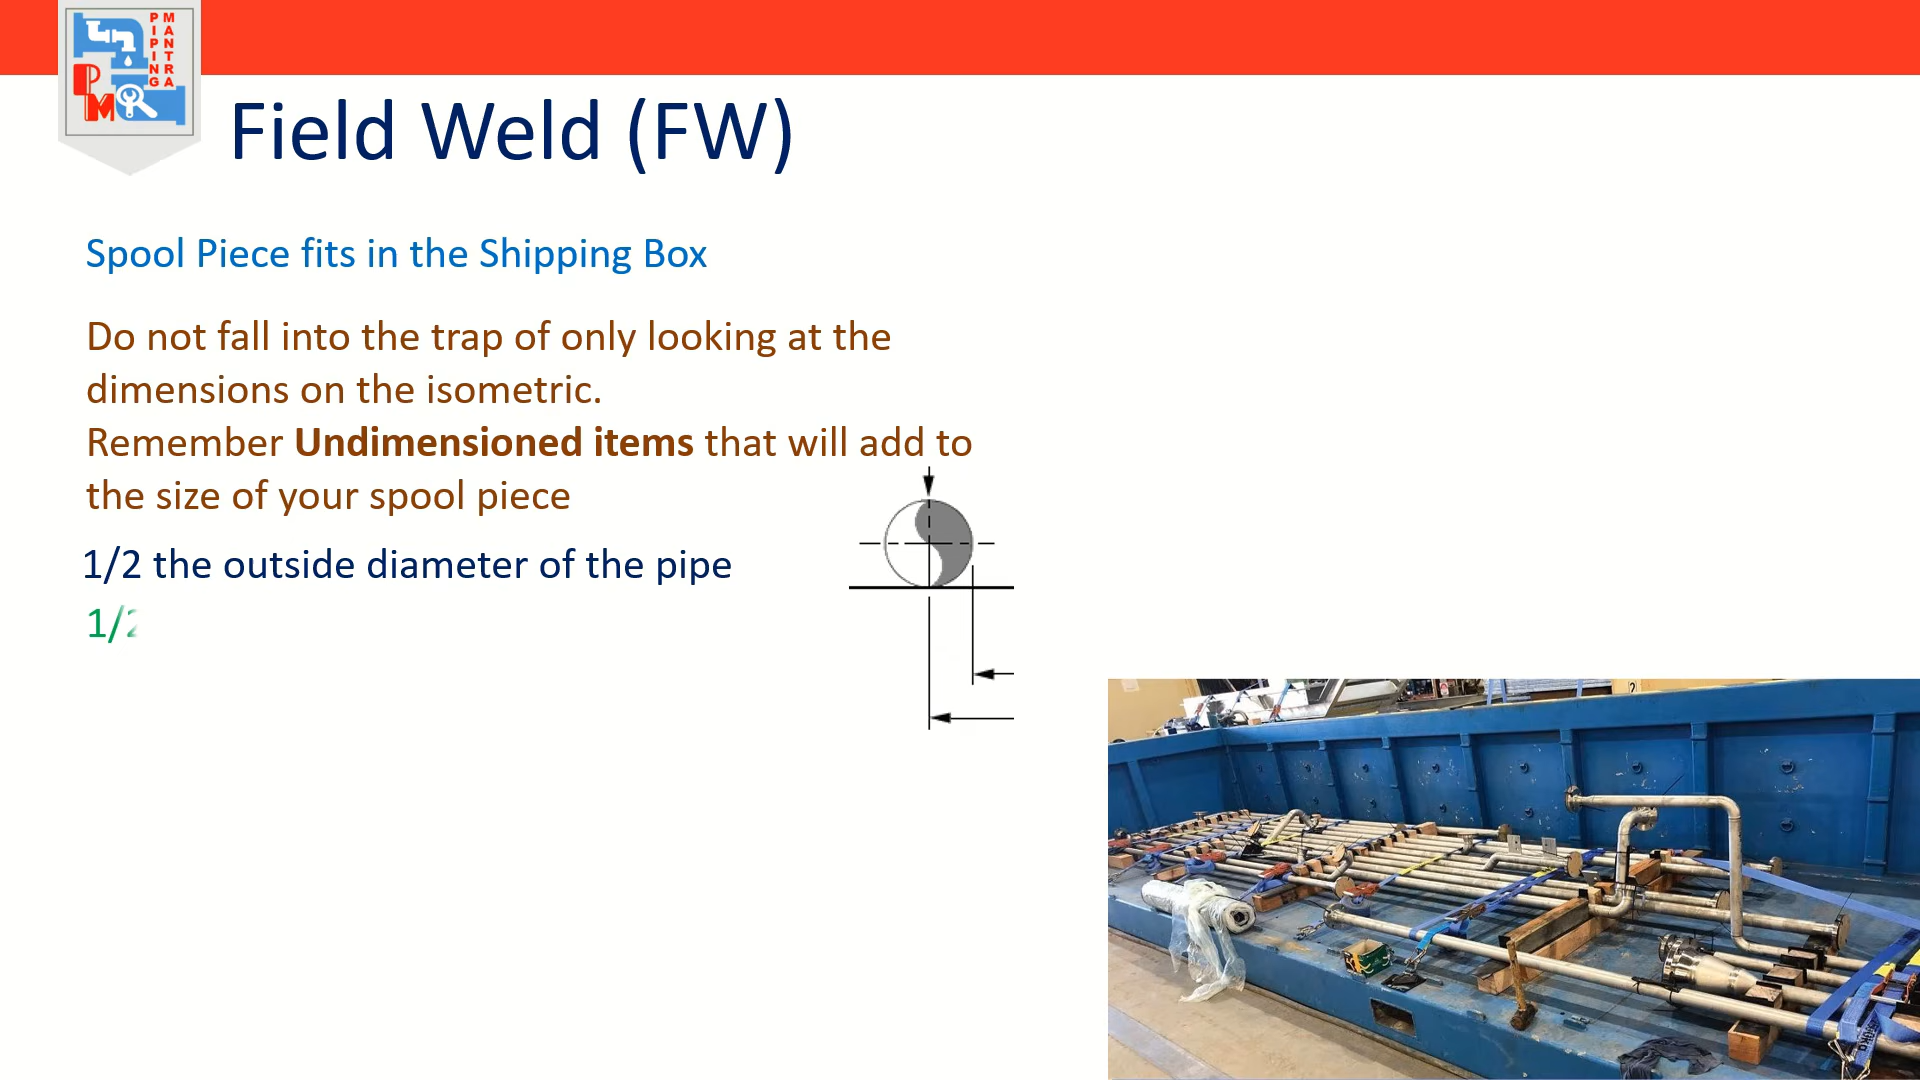 PIPING
MANTRA
PM
Field Weld (FW)
Spool Piece fits in the Shipping Box
Do not fall into the trap of only looking at the
dimensions on the isometric.
Remember Undimensioned items that will add to
the size of your spool piece
1/2 the outside diameter of the pipe
1/2